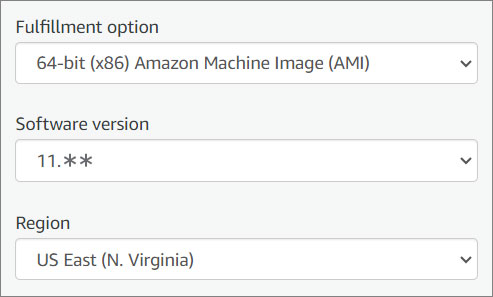 Fulfillment option
64-bit (x86) Amazon Machine Image (AMI)
Software version
11.**
Region
US East (N. Virginia)